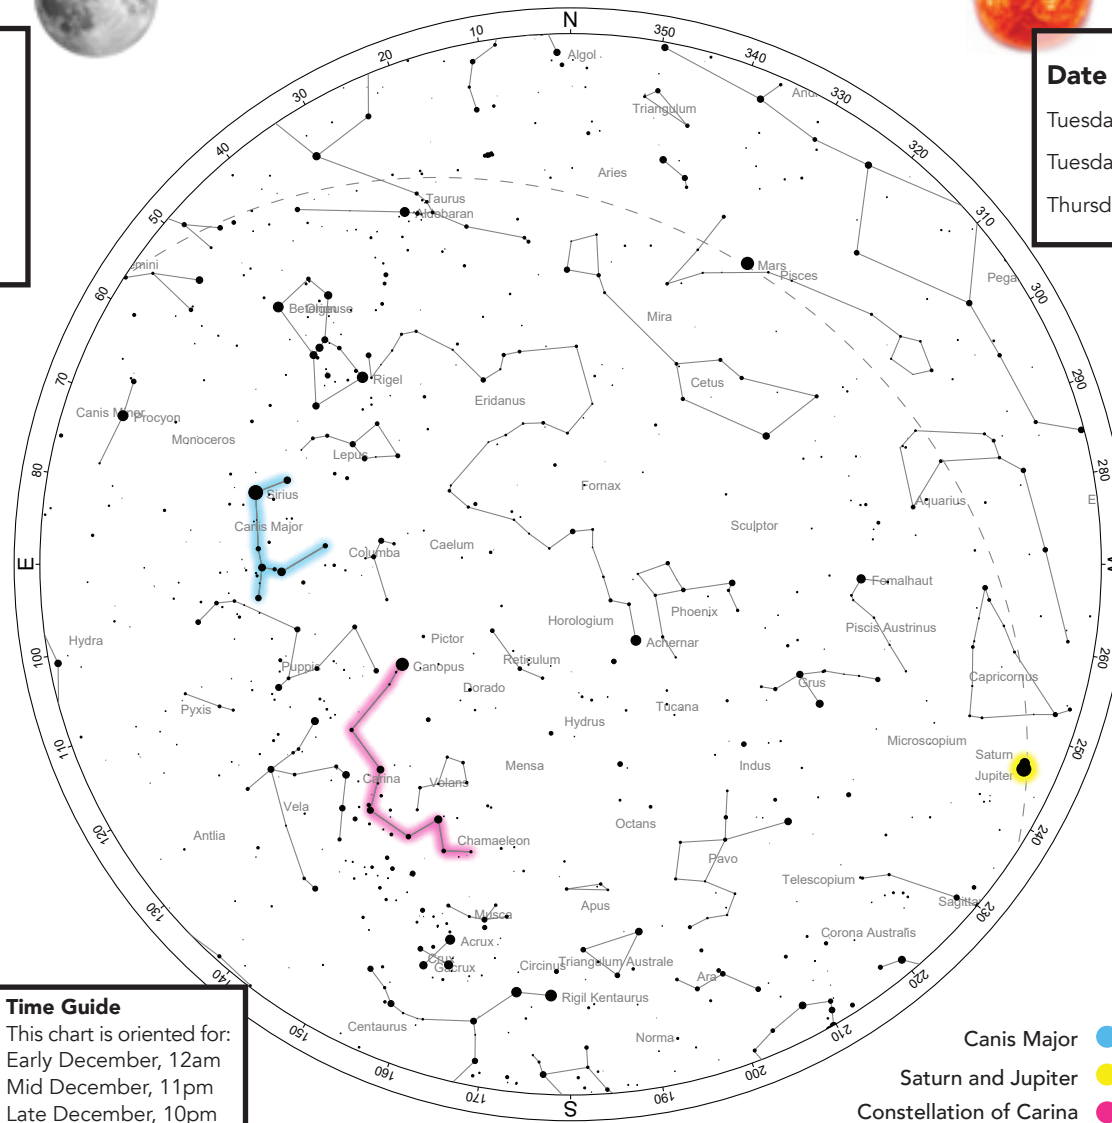 N
10
20
30
40
50
60
70
80
E
100
110
120
130
140
150
160
170
S
190
200
210
220
230
240
250
260
280
290
300
310
320
330
340
350
Algol
Triangulum
Aries
Taurus
Aldebaran
Mars
Pisces
Mira
Rigel
Eridanus
Cetus
Procyon
Monoceros
Lepus
Sirius
Fornax
Aquarius
Canis Major
Sculptor
Caelum
Columba
Fomalhaut
Horologium
Phoenix
Piscis Austrinus
Hydra
Pictor
Achernar
Puppis
Canopus
Reticulum
Capricornus
Dorado
Grus
Pyxis
Hydrus
Tucana
Microscopium
Saturn
Mensa
Indus
Jupiter
Carina
Volans
Vela
Octans
Antlia
Chamaeleon
Pavo
Telescopium
Musca
Apus
Corona Australis
Acrux
Crux
Gacrux
Circinus
Triangulum Australe
Ara
Rigil Kentaurus
Centaurus
Norma
Date
Tuesda
Tuesda
Thursd
Time Guide
This chart is oriented for:
Early December, 12am
Mid December, 11pm
Late December, 10pm
Canis Major
Saturn and Jupiter
Constellation of Carina